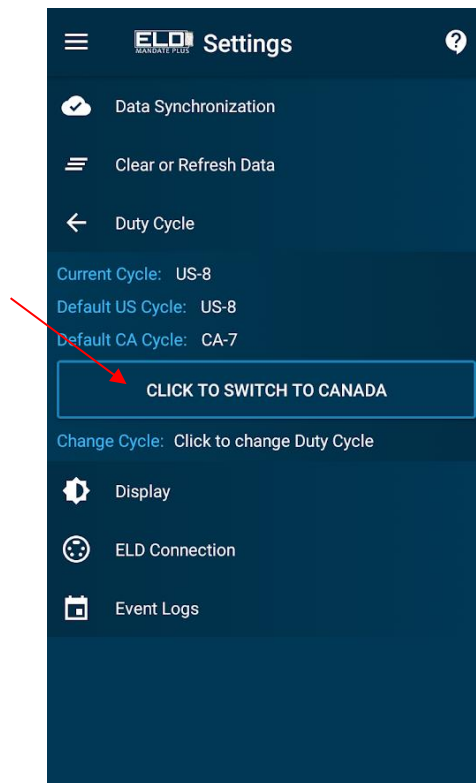 ELD
MANDATE PLUS
Settings
Data Synchronization
Clear or Refresh Data
Duty Cycle
Current Cycle: US-8
Default US Cycle: US-8
Default CA Cycle: CA-7
CLICK TO SWITCH TO CANADA
Change Cycle: Click to change Duty Cycle
Display
ELD Connection
Event Logs